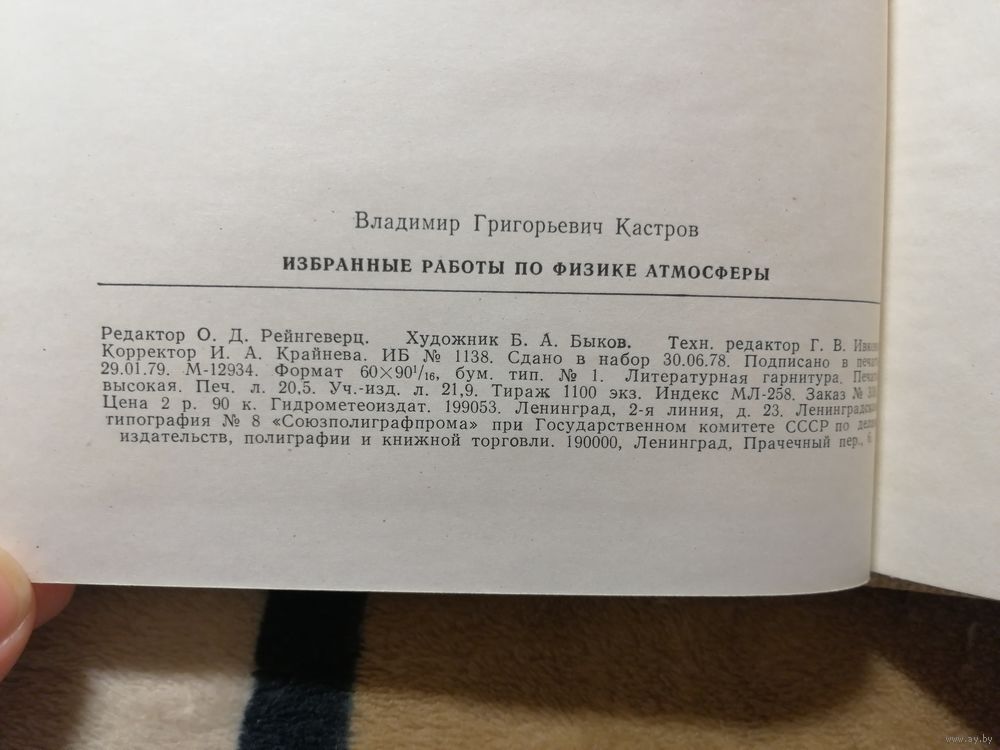 Владимир Григорьевич Кастров
ИЗБРАННЫЕ РАБОТЫ ПО ФИЗИКЕ АТМОСФЕРЫ
Редактор О. Д. Рейнгеверц. Художник Б. А. Быков. Техн. редактор Г. В.
Корректор И. А. Крайнева. ИБ № 1138. Сдано в набор 30.06.78. Подписано в
29.01.79. М-12934. Формат 60×90¹/₁₆, бум. тип. № 1. Литературная гарнитура.
высокая. Печ. л. 20,5. Уч.-изд. л. 21,9. Тираж 1100 экз. Индекс МЛ-258. Заказ №
Цена 2 р. 90 к. Гидрометеоиздат. 199053. Ленинград, 2-я линия, д. 23.
типография № 8 «Союзполиграфпрома» при Государственном комитете СССР по
издательств, полиграфии и книжной торговли. 190000, Ленинград, Прачечный пер.,
www.ay.by